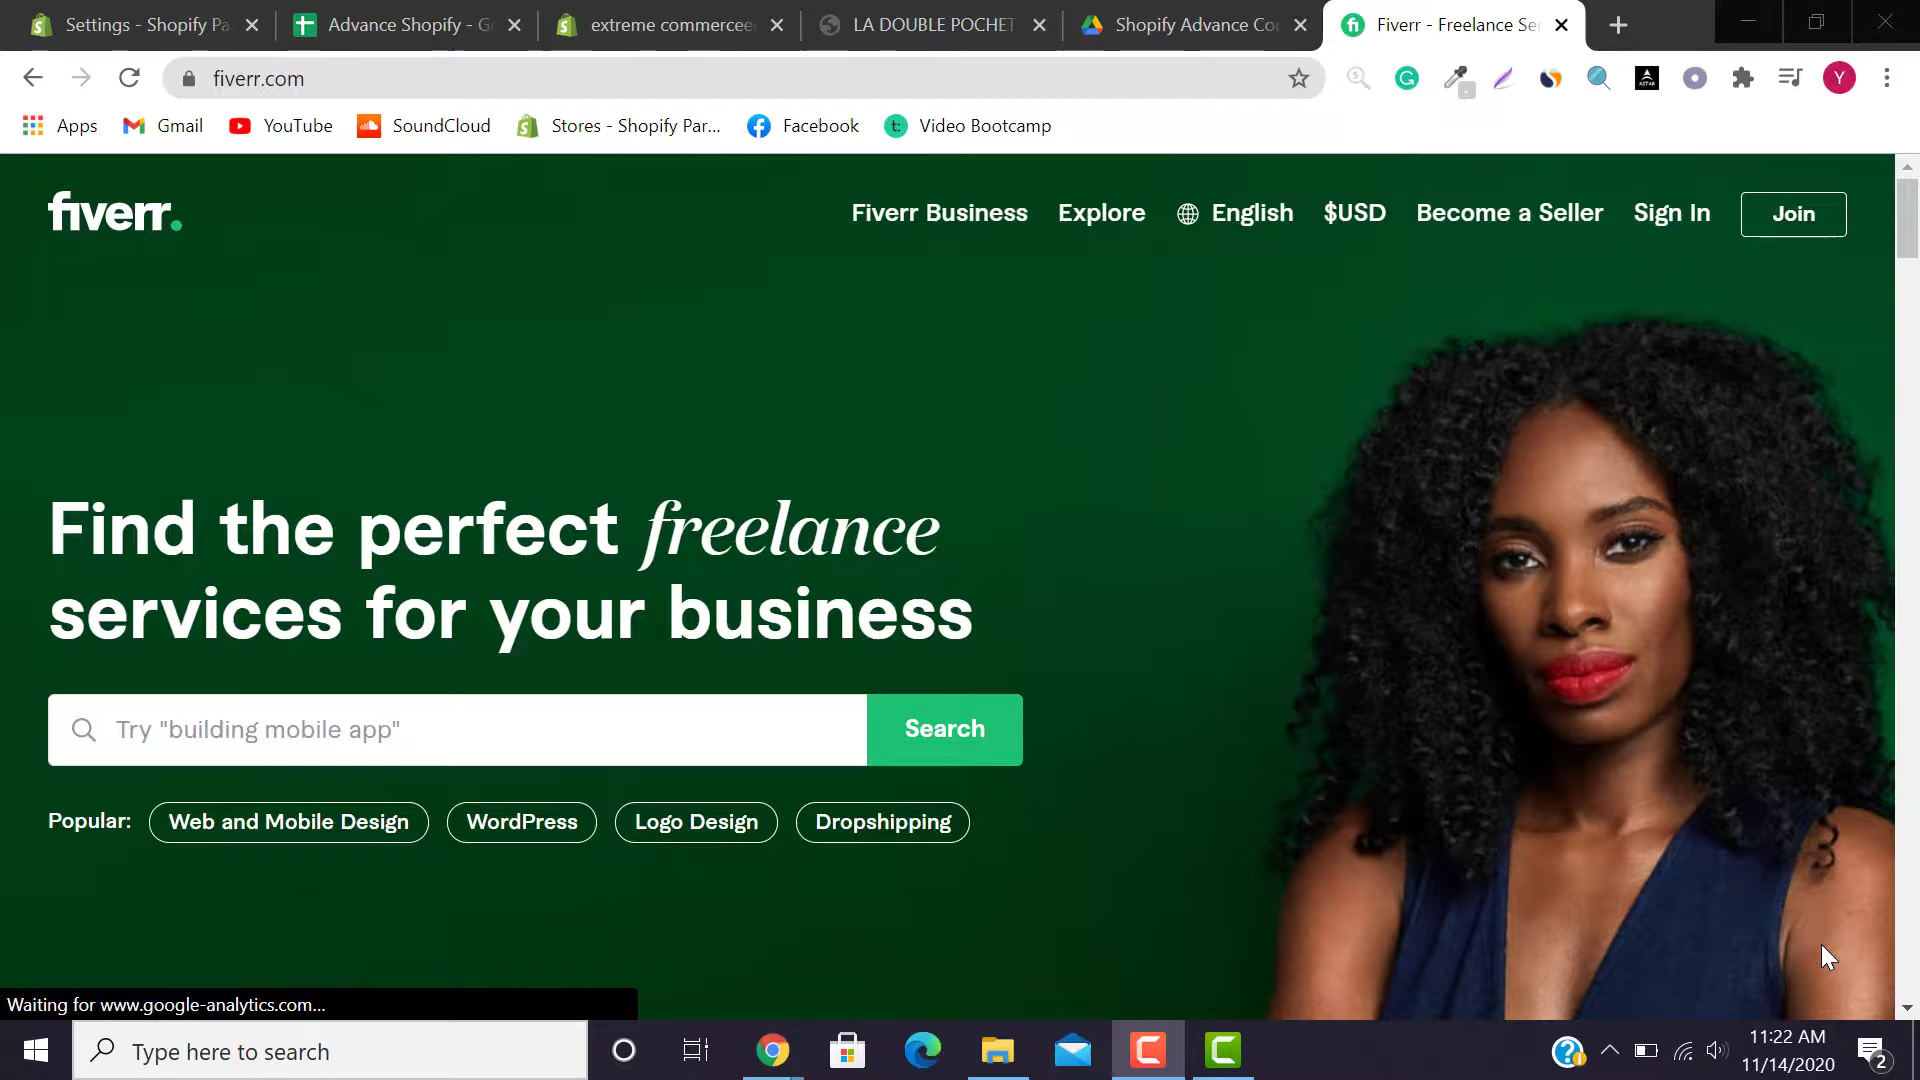 Settings - Shopify Pa
Advance Shopify - G
extreme commercee
LA DOUBLE POCHET
Shopify Advance Co
Fiverr - Freelance Se
fiverr.com
Y
Apps
Gmail
YouTube
SoundCloud
Stores - Shopify Par...
Facebook
Video Bootcamp
fiverr.
Fiverr Business
Explore
English
$USD
Become a Seller
Sign In
Join
Find the perfect freelance
services for your business
Try "building mobile app"
Search
Popular:
Web and Mobile Design
WordPress
Logo Design
Dropshipping
Waiting for www.google-analytics.com...
Type here to search
11:22 AM
11/14/2020
2